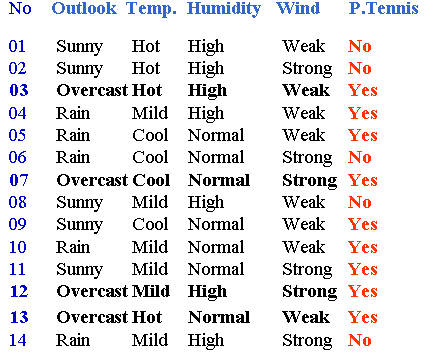 No Outlook Temp. Humidity Wind P.Tennis
01 Sunny Hot High Weak No
02 Sunny Hot High Strong No
03 Overcast Hot High Weak Yes
04 Rain Mild High Weak Yes
05 Rain Cool Normal Weak Yes
06 Rain Cool Normal Strong No
07 Overcast Cool Normal Strong Yes
08 Sunny Mild High Weak No
09 Sunny Cool Normal Weak Yes
10 Rain Mild Normal Weak Yes
11 Sunny Mild Normal Strong Yes
12 Overcast Mild High Strong Yes
13 Overcast Hot Normal Weak Yes
14 Rain Mild High Strong No